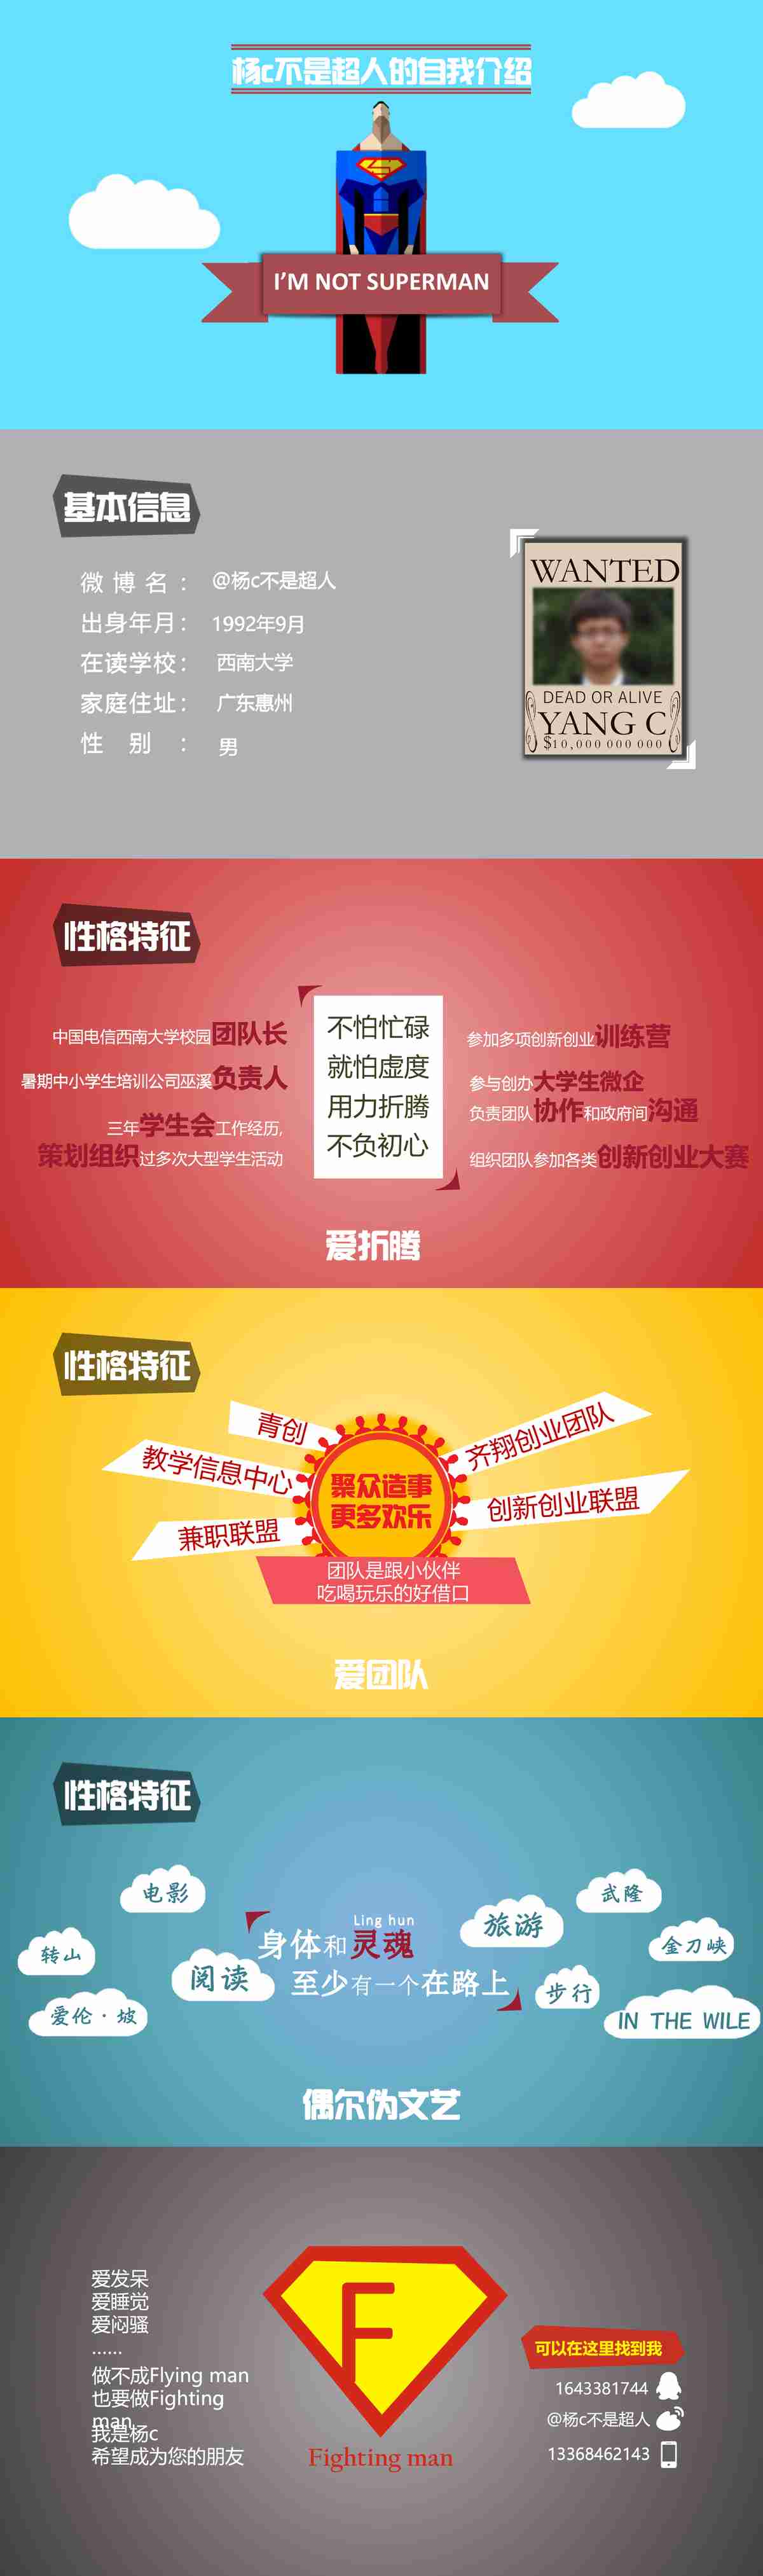 杨c不是超人的自我介绍
I'M NOT SUPERMAN
基本信息
微博名： @杨c不是超人
出身年月： 1992年9月
在读学校： 西南大学
家庭住址： 广东惠州
性别： 男
WANTED
DEAD OR ALIVE
YANG C
$10,000 000 000
性格特征
中国电信西南大学校园团队长
暑期中小学生培训公司巫溪负责人
三年学生会工作经历,
策划组织过多次大型学生活动
不怕忙碌
就怕虚度
用力折腾
不负初心
参加多项创新创业训练营
参与创办大学生微企
负责团队协作和政府间沟通
组织团队参加各类创新创业大赛
爱折腾
性格特征
青创
教学信息中心
兼职联盟
聚众造事
更多欢乐
齐翔创业团队
创新创业联盟
团队是跟小伙伴
吃喝玩乐的好借口
爱团队
性格特征
电影
转山
阅读
爱伦·坡
Ling hun
身体和灵魂
至少有一个在路上
旅游
武隆
金刀峡
步行
IN THE WILE
偶尔伪文艺
爱发呆
爱睡觉
爱闷骚
......
做不成Flying man
也要做Fighting
man
我是杨c
希望成为您的朋友
F
Fighting man
可以在这里找到我
1643381744
@杨c不是超人
13368462143